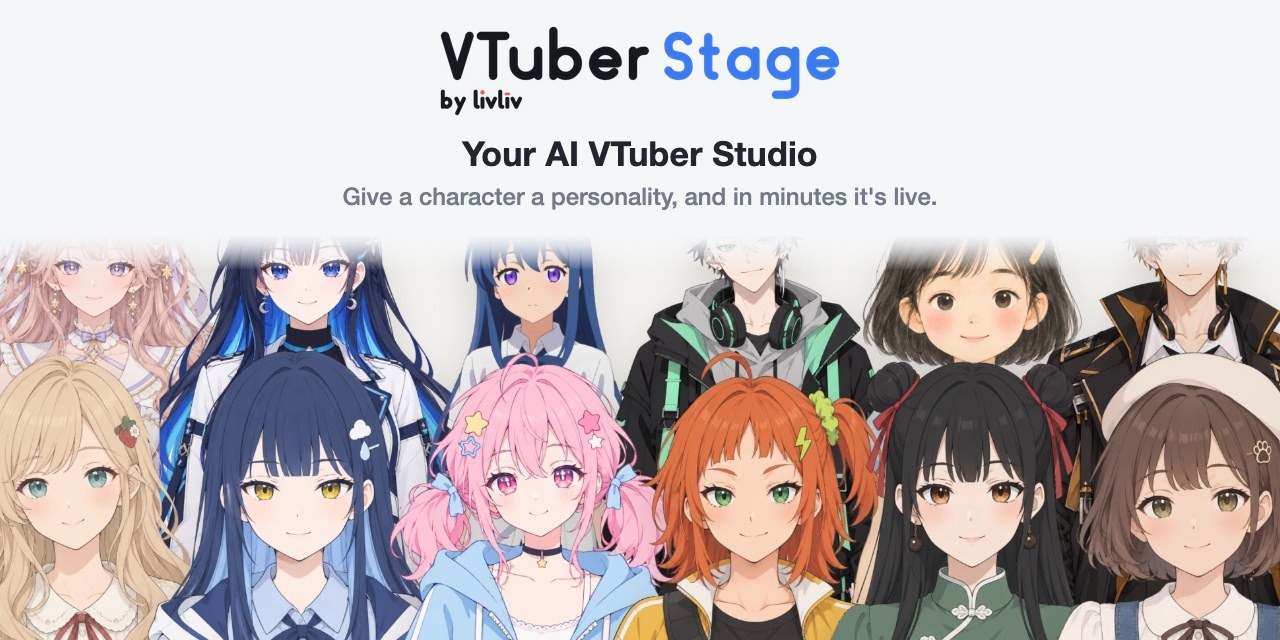 VTuber Stage
by livliv
Your AI VTuber Studio
Give a character a personality, and in minutes it's live.